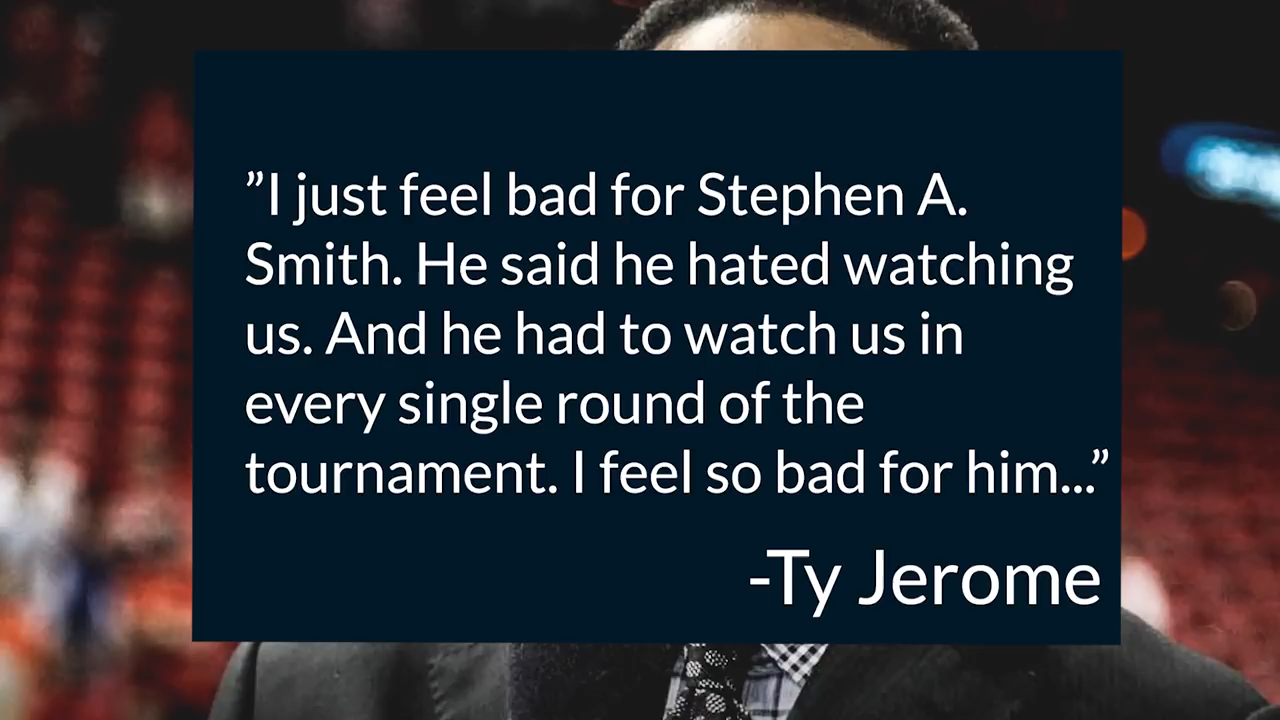 ”I just feel bad for Stephen A.
Smith. He said he hated watching
us. And he had to watch us in
every single round of the
tournament. I feel so bad for him...”
-Ty Jerome